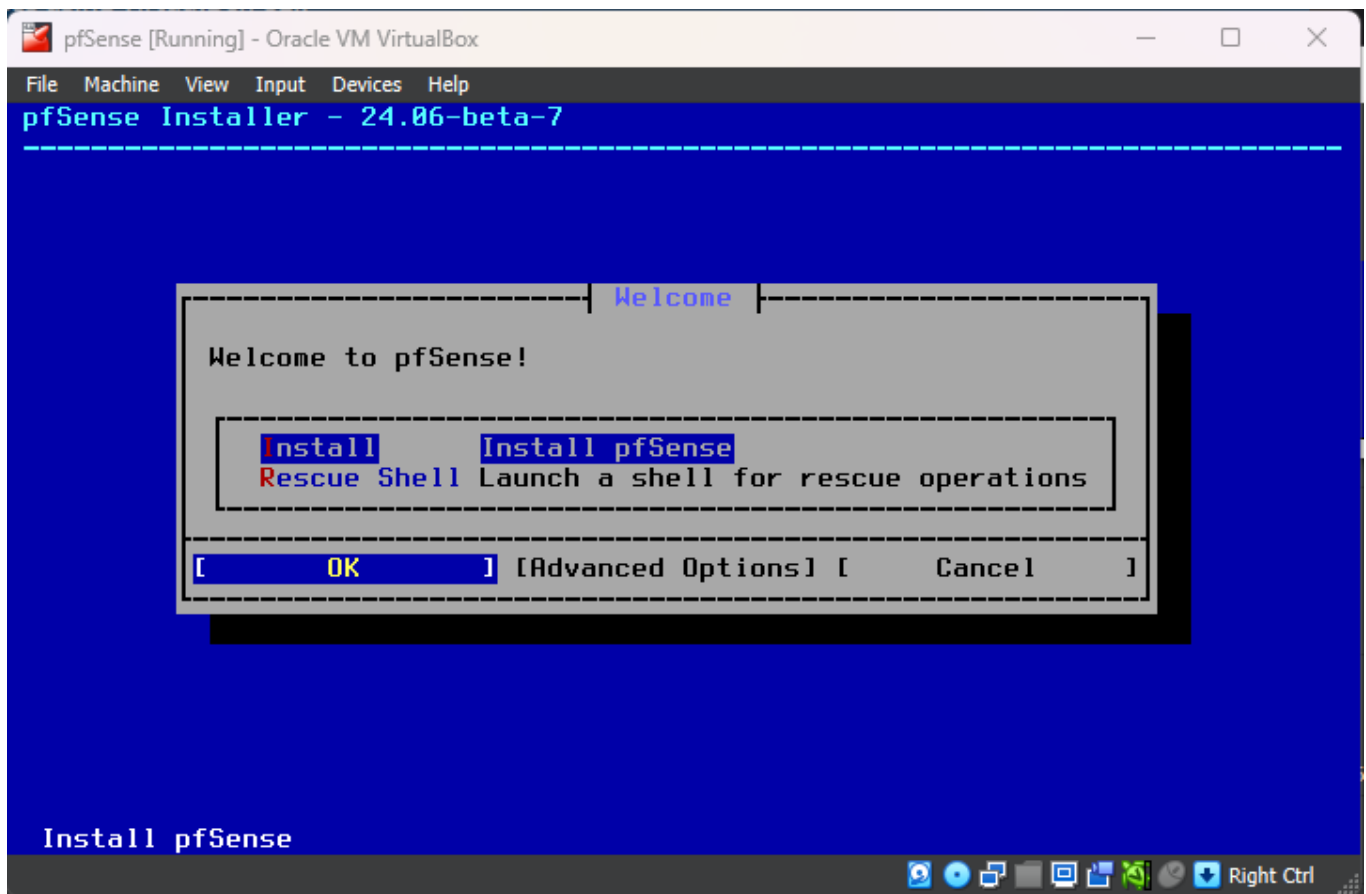 pfSense [Running] - Oracle VM VirtualBox
File Machine View Input Devices Help
pfSense Installer - 24.06-beta-7
Welcome
Welcome to pfSense!
Install Install pfSense
Rescue Shell Launch a shell for rescue operations
[ OK ] [Advanced Options] [ Cancel ]
Install pfSense
Right Ctrl